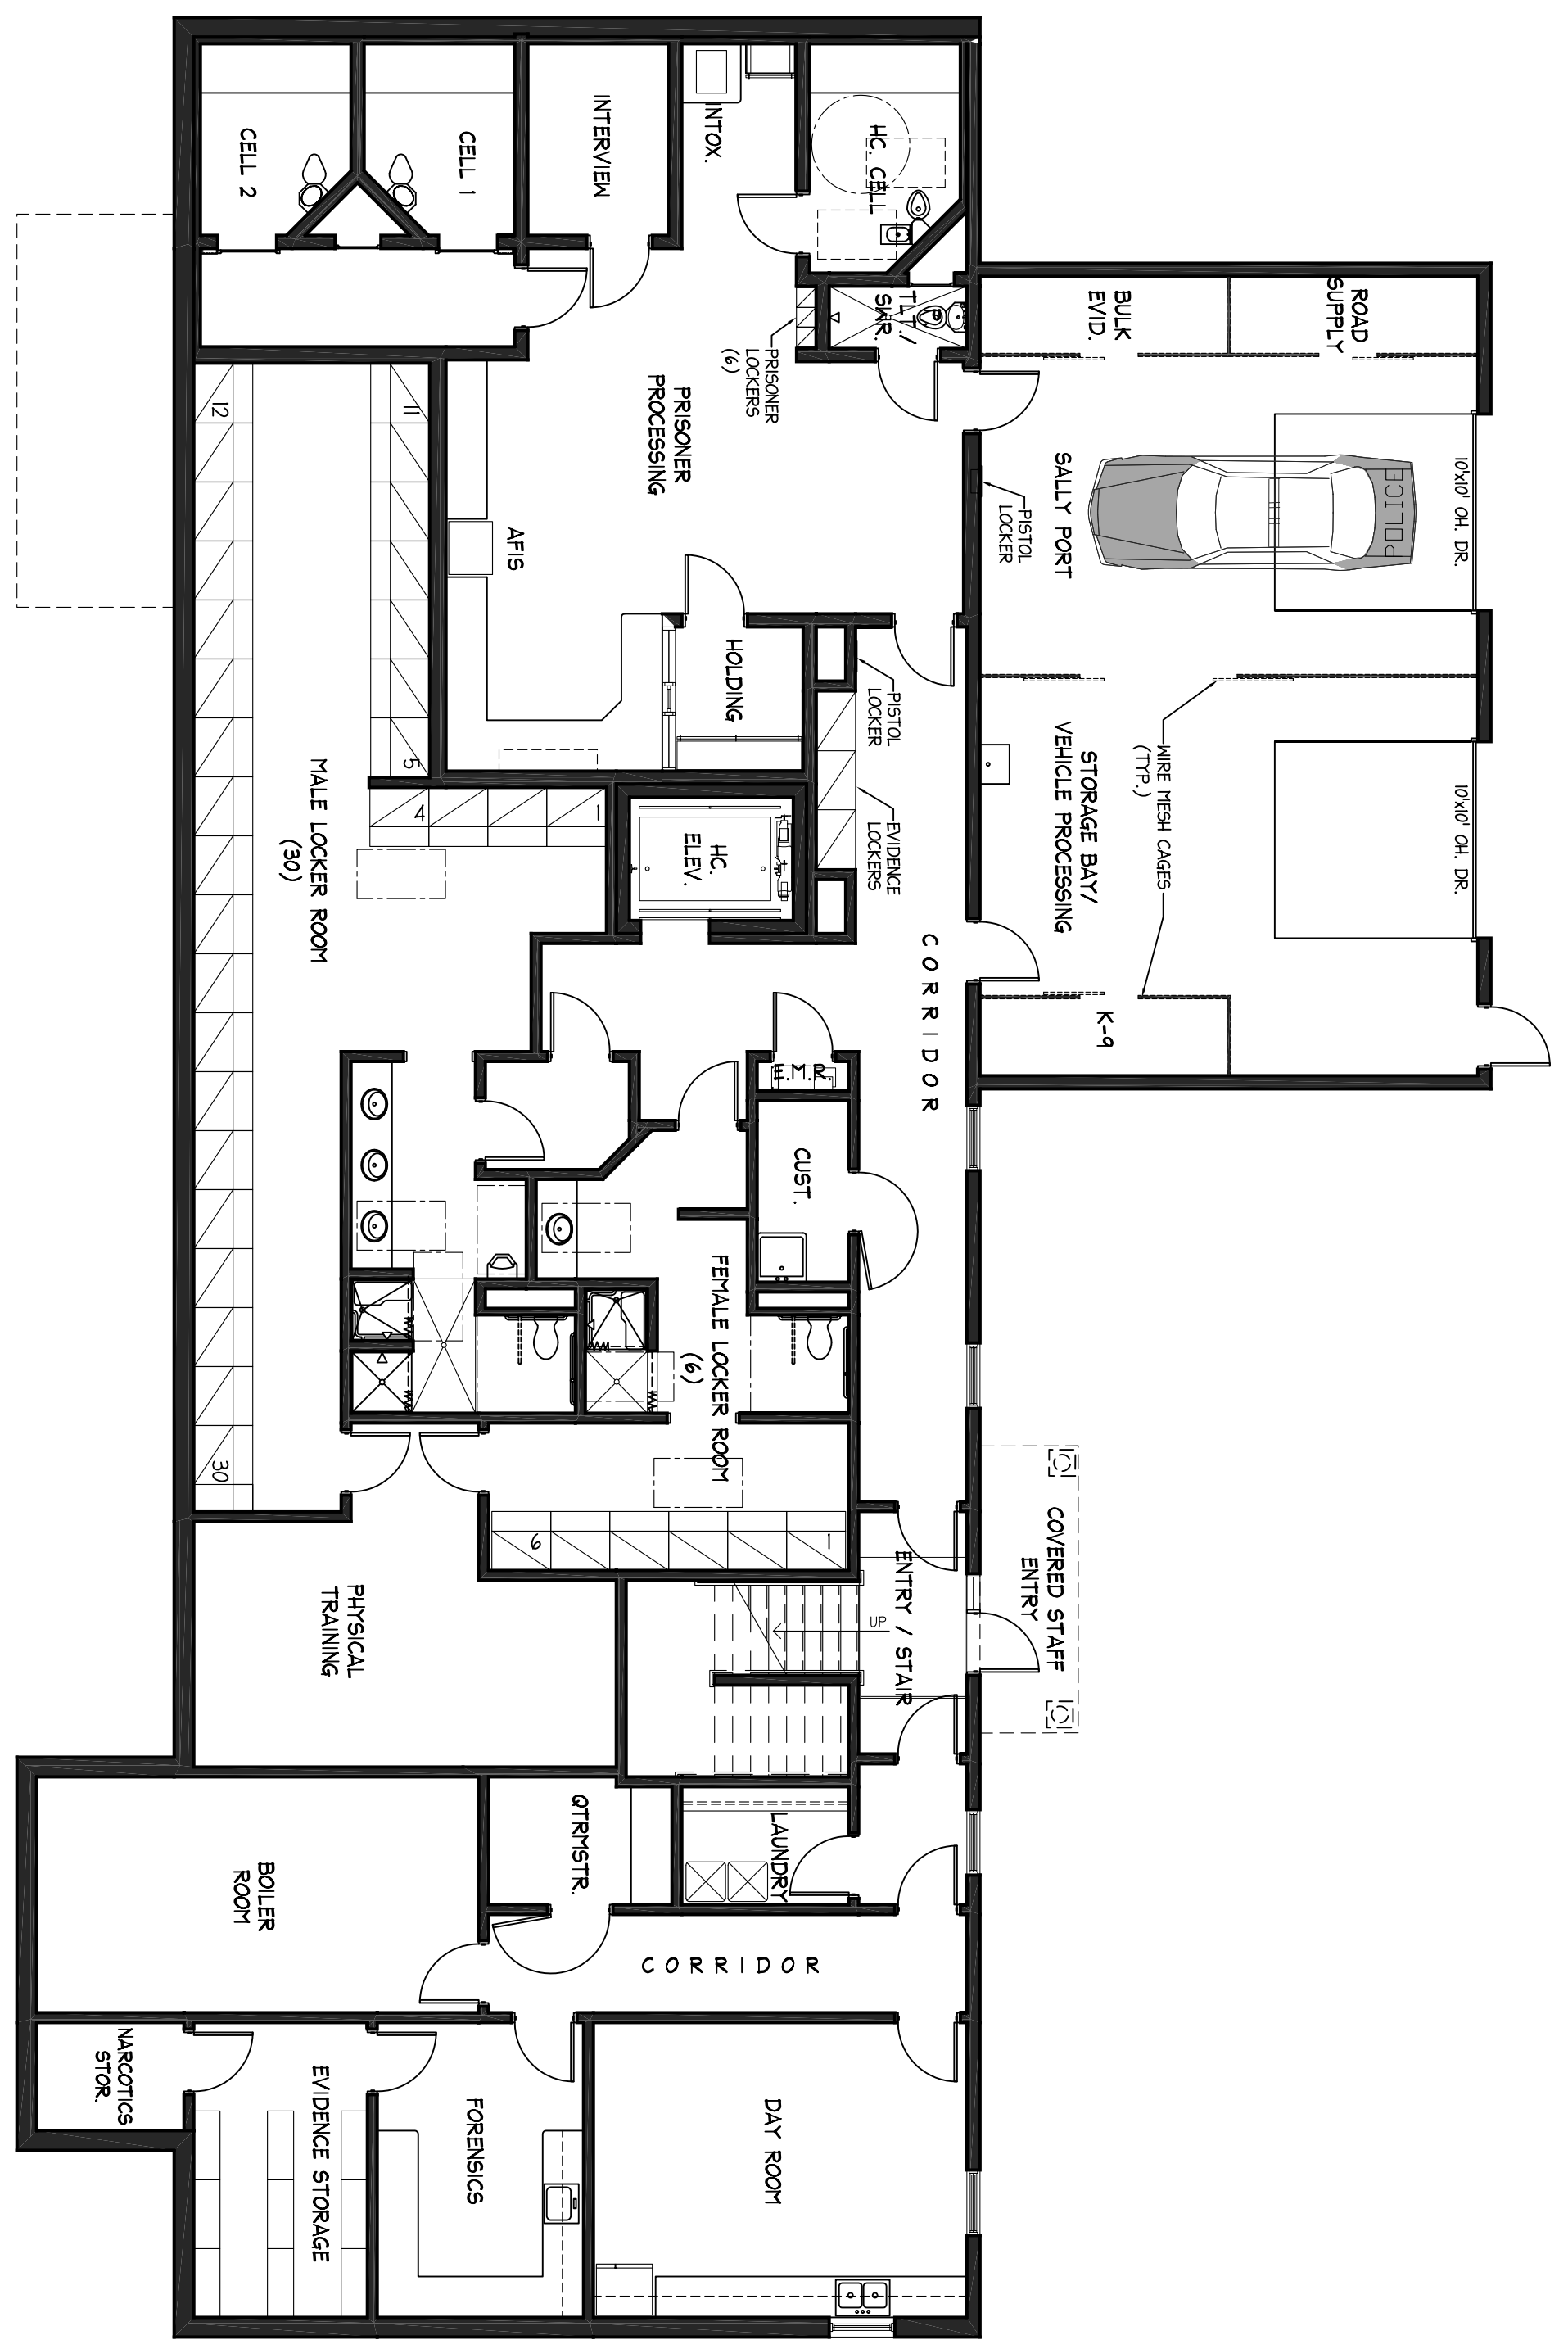 CELL 2
CELL 1
INTERVIEW
INTOX.
HC. CELL
TLT./
SWR.
BULK
EVID.
ROAD
SUPPLY
PRISONER
LOCKERS
(6)
PRISONER
PROCESSING
AFIS
12
11
5
4
1
SALLY PORT
PISTOL
LOCKER
POLICE
10'x10' OH. DR.
HOLDING
PISTOL
LOCKER
EVIDENCE
LOCKERS
STORAGE BAY/
VEHICLE PROCESSING
WIRE MESH CAGES
(TYP.)
10'x10' OH. DR.
MALE LOCKER ROOM
(30)
HC.
ELEV.
CORRIDOR
K-9
E.M.R.
CUST.
FEMALE LOCKER ROOM
(6)
30
6
1
COVERED STAFF
ENTRY
ENTRY / STAIR
UP
PHYSICAL
TRAINING
BOILER
ROOM
QTRMSTR.
LAUNDRY
CORRIDOR
NARCOTICS
STOR.
EVIDENCE STORAGE
FORENSICS
DAY ROOM